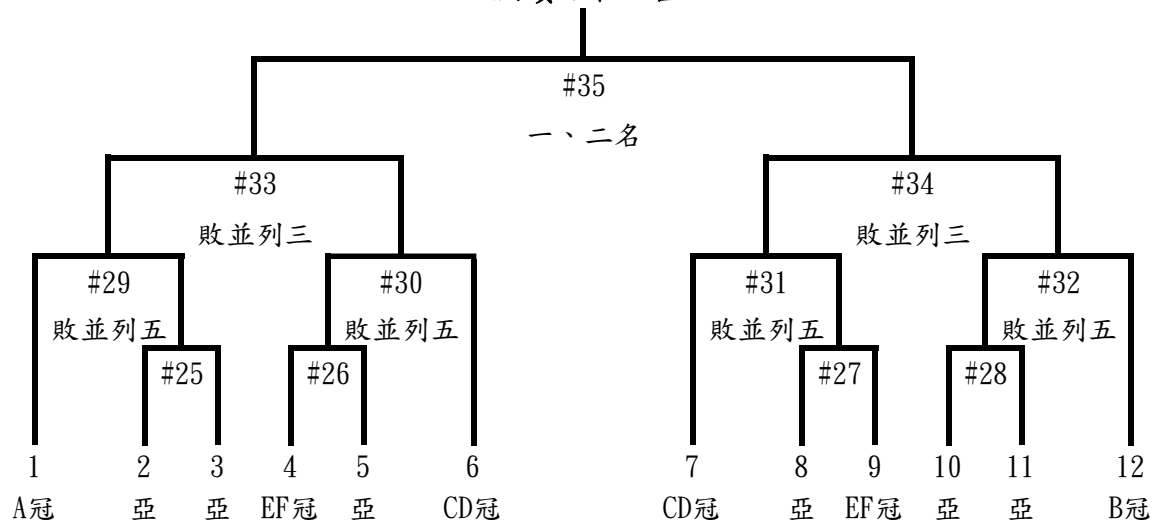 #35
一、二名
#33 #34
敗並列三 敗並列三
#29 #30 #31 #32
敗並列五 敗並列五 敗並列五 敗並列五
#25 #26 #27 #28
1 2 3 4 5 6 7 8 9 10 11 12
A冠 亞 亞 EF冠 亞 CD冠 CD冠 亞 EF冠 亞 亞 B冠